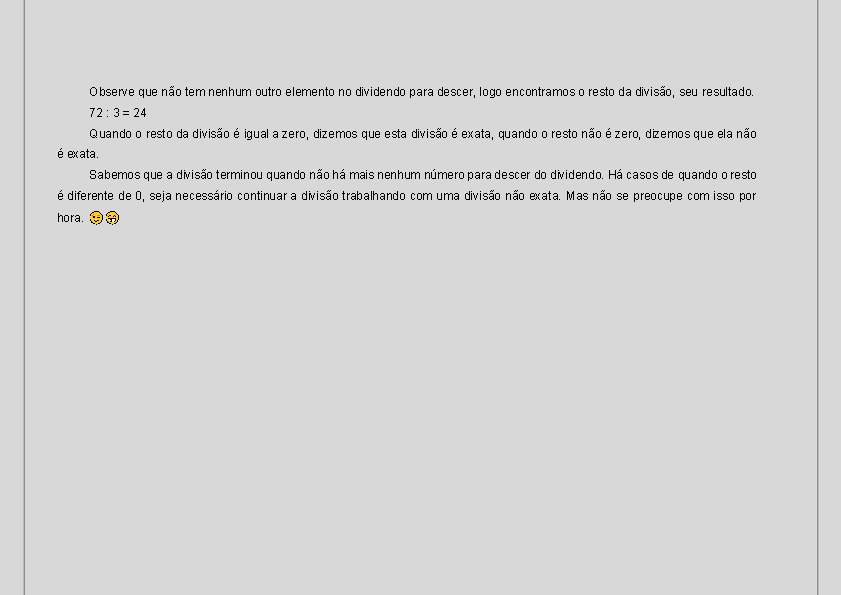 Observe que não tem nenhum outro elemento no dividendo para descer, logo encontramos o resto da divisão, seu resultado.
72 : 3 = 24
Quando o resto da divisão é igual a zero, dizemos que esta divisão é exata, quando o resto não é zero, dizemos que ela não
é exata.
Sabemos que a divisão terminou quando não há mais nenhum número para descer do dividendo. Há casos de quando o resto
é diferente de 0, seja necessário continuar a divisão trabalhando com uma divisão não exata. Mas não se preocupe com isso por
hora. 😉😁